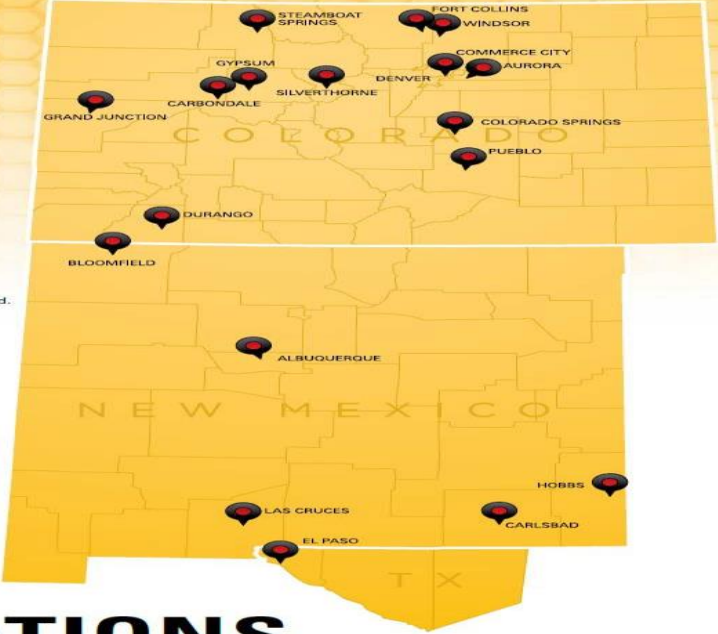 STEAMBOAT
SPRINGS
FORT COLLINS
WINDSOR
GYPSUM
COMMERCE CITY
DENVER
AURORA
SILVERTHORNE
CARBONDALE
GRAND JUNCTION
COLORADO SPRINGS
COLORADO
PUEBLO
DURANGO
BLOOMFIELD
d.
ALBUQUERQUE
NEW MEXICO
HOBBS
LAS CRUCES
CARLSBAD
EL PASO
TX
TIONS